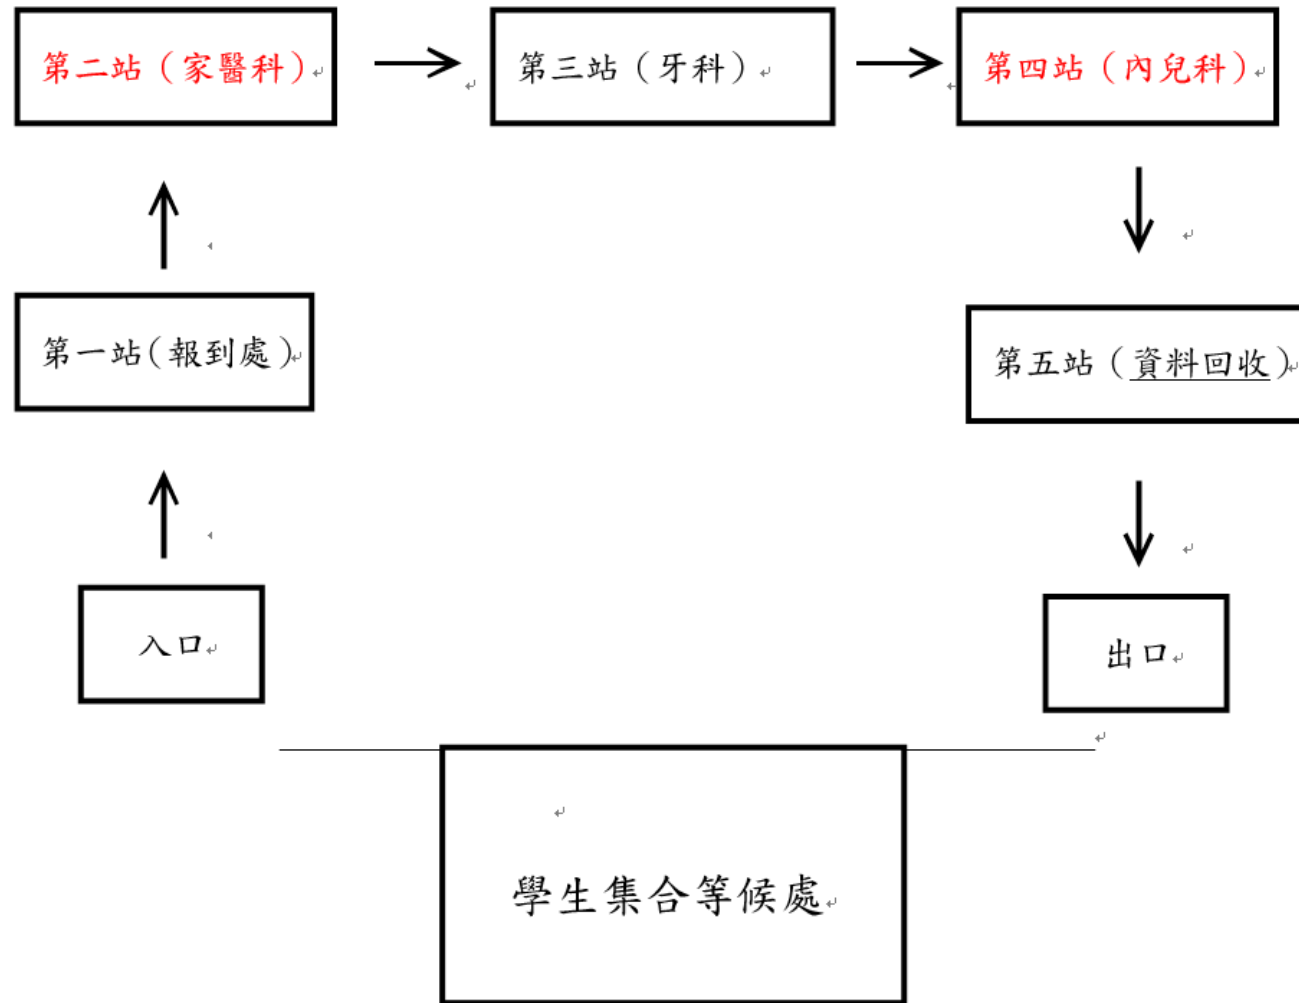 第二站（家醫科）
第三站（牙科）
第四站（內兒科）
第一站(報到處)
第五站（資料回收)
入口
出口
學生集合等候處